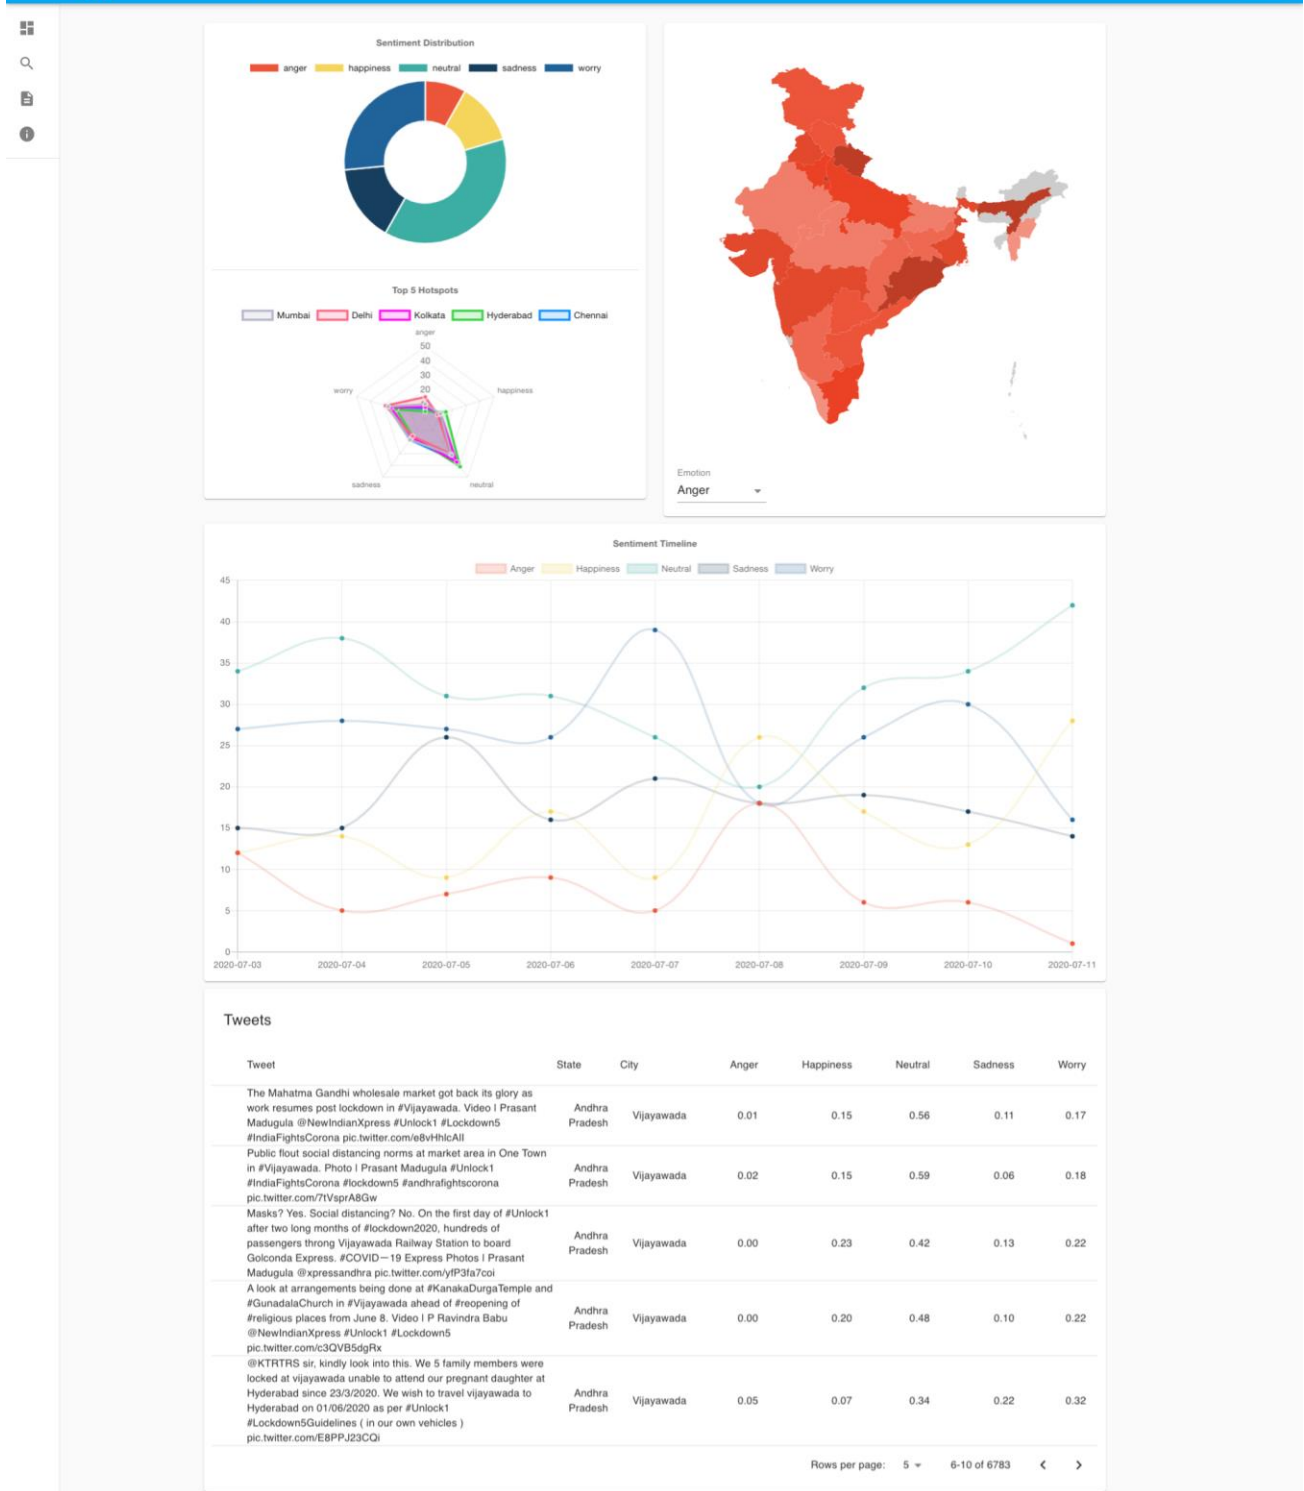 Sentiment Distribution
anger happiness neutral sadness worry
Top 5 Hotspots
Mumbai Delhi Kolkata Hyderabad Chennai
anger
50
40
30
20
worry
happiness
sadness
neutral
Emotion
Anger
Sentiment Timeline
Anger Happiness Neutral Sadness Worry
45
40
35
30
25
20
15
10
5
0
2020-07-03 2020-07-04 2020-07-05 2020-07-06 2020-07-07 2020-07-08 2020-07-09 2020-07-10 2020-07-11
Tweets
Tweet State City Anger Happiness Neutral Sadness Worry
The Mahatma Gandhi wholesale market got back its glory as
work resumes post lockdown in #Vijayawada. Video | Prasant
Madugula @NewIndianXpress #Unlock1 #Lockdown5
#IndiaFightsCorona pic.twitter.com/e8vHhlcAll
Andhra
Pradesh
Vijayawada 0.01 0.15 0.56 0.11 0.17
Public flout social distancing norms at market area in One Town
in #Vijayawada. Photo | Prasant Madugula #Unlock1
#IndiaFightsCorona #lockdown5 #andhrafightscorona
pic.twitter.com/7tVsprA8Gw
Andhra
Pradesh
Vijayawada 0.02 0.15 0.59 0.06 0.18
Masks? Yes. Social distancing? No. On the first day of #Unlock1
after two long months of #lockdown2020, hundreds of
passengers throng Vijayawada Railway Station to board
Golconda Express. #COVID—19 Express Photos | Prasant
Madugula @xpressandhra pic.twitter.com/yfP3fa7coi
Andhra
Pradesh
Vijayawada 0.00 0.23 0.42 0.13 0.22
A look at arrangements being done at #KanakaDurgaTemple and
#GunadalaChurch in #Vijayawada ahead of #reopening of
#religious places from June 8. Video | P Ravindra Babu
@NewIndianXpress #Unlock1 #Lockdown5
pic.twitter.com/c3QVB5dgRx
Andhra
Pradesh
Vijayawada 0.00 0.20 0.48 0.10 0.22
@KTRTRS sir, kindly look into this. We 5 family members were
locked at vijayawada unable to attend our pregnant daughter at
Hyderabad since 23/3/2020. We wish to travel vijayawada to
Hyderabad on 01/06/2020 as per #Unlock1
#Lockdown5Guidelines ( in our own vehicles )
pic.twitter.com/E8PPJ23CQi
Andhra
Pradesh
Vijayawada 0.05 0.07 0.34 0.22 0.32
Rows per page: 5 6-10 of 6783